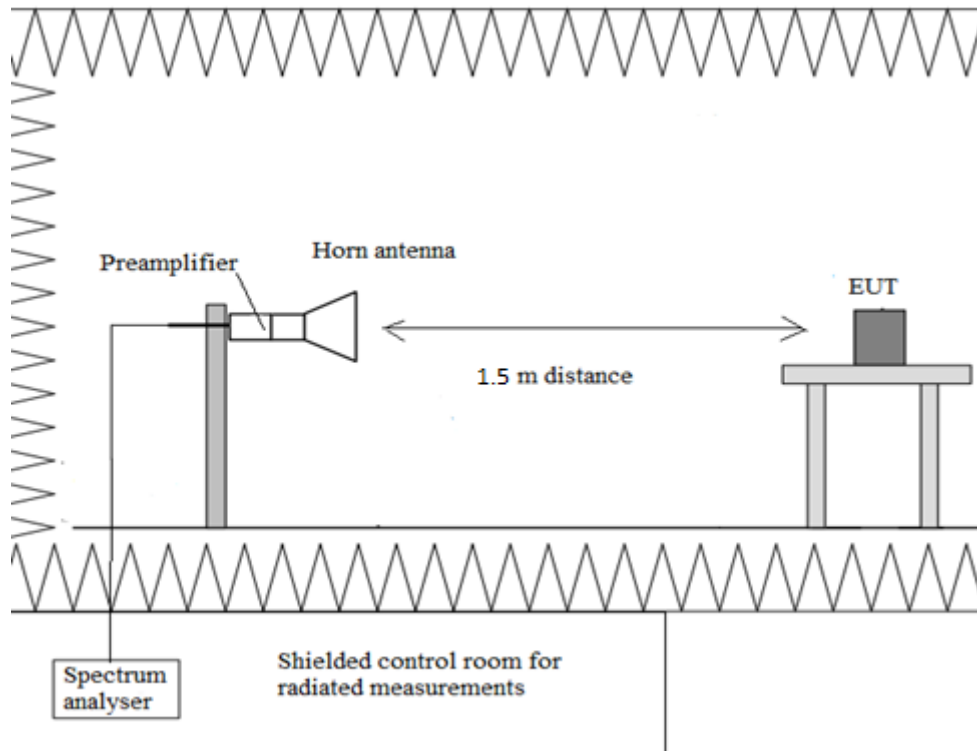 Horn antenna
Preamplifier
EUT
1.5 m distance
Shielded control room for
radiated measurements
Spectrum
analyser